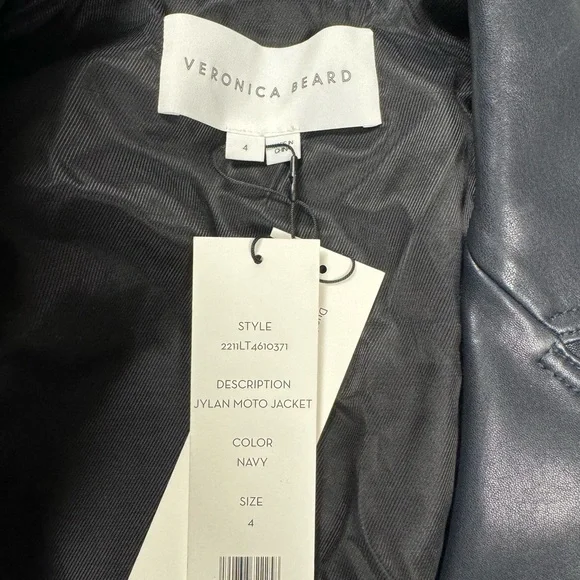 VERONICA BEARD
4
STYLE
2211LT4610371
DESCRIPTION
JYLAN MOTO JACKET
COLOR
NAVY
SIZE
4